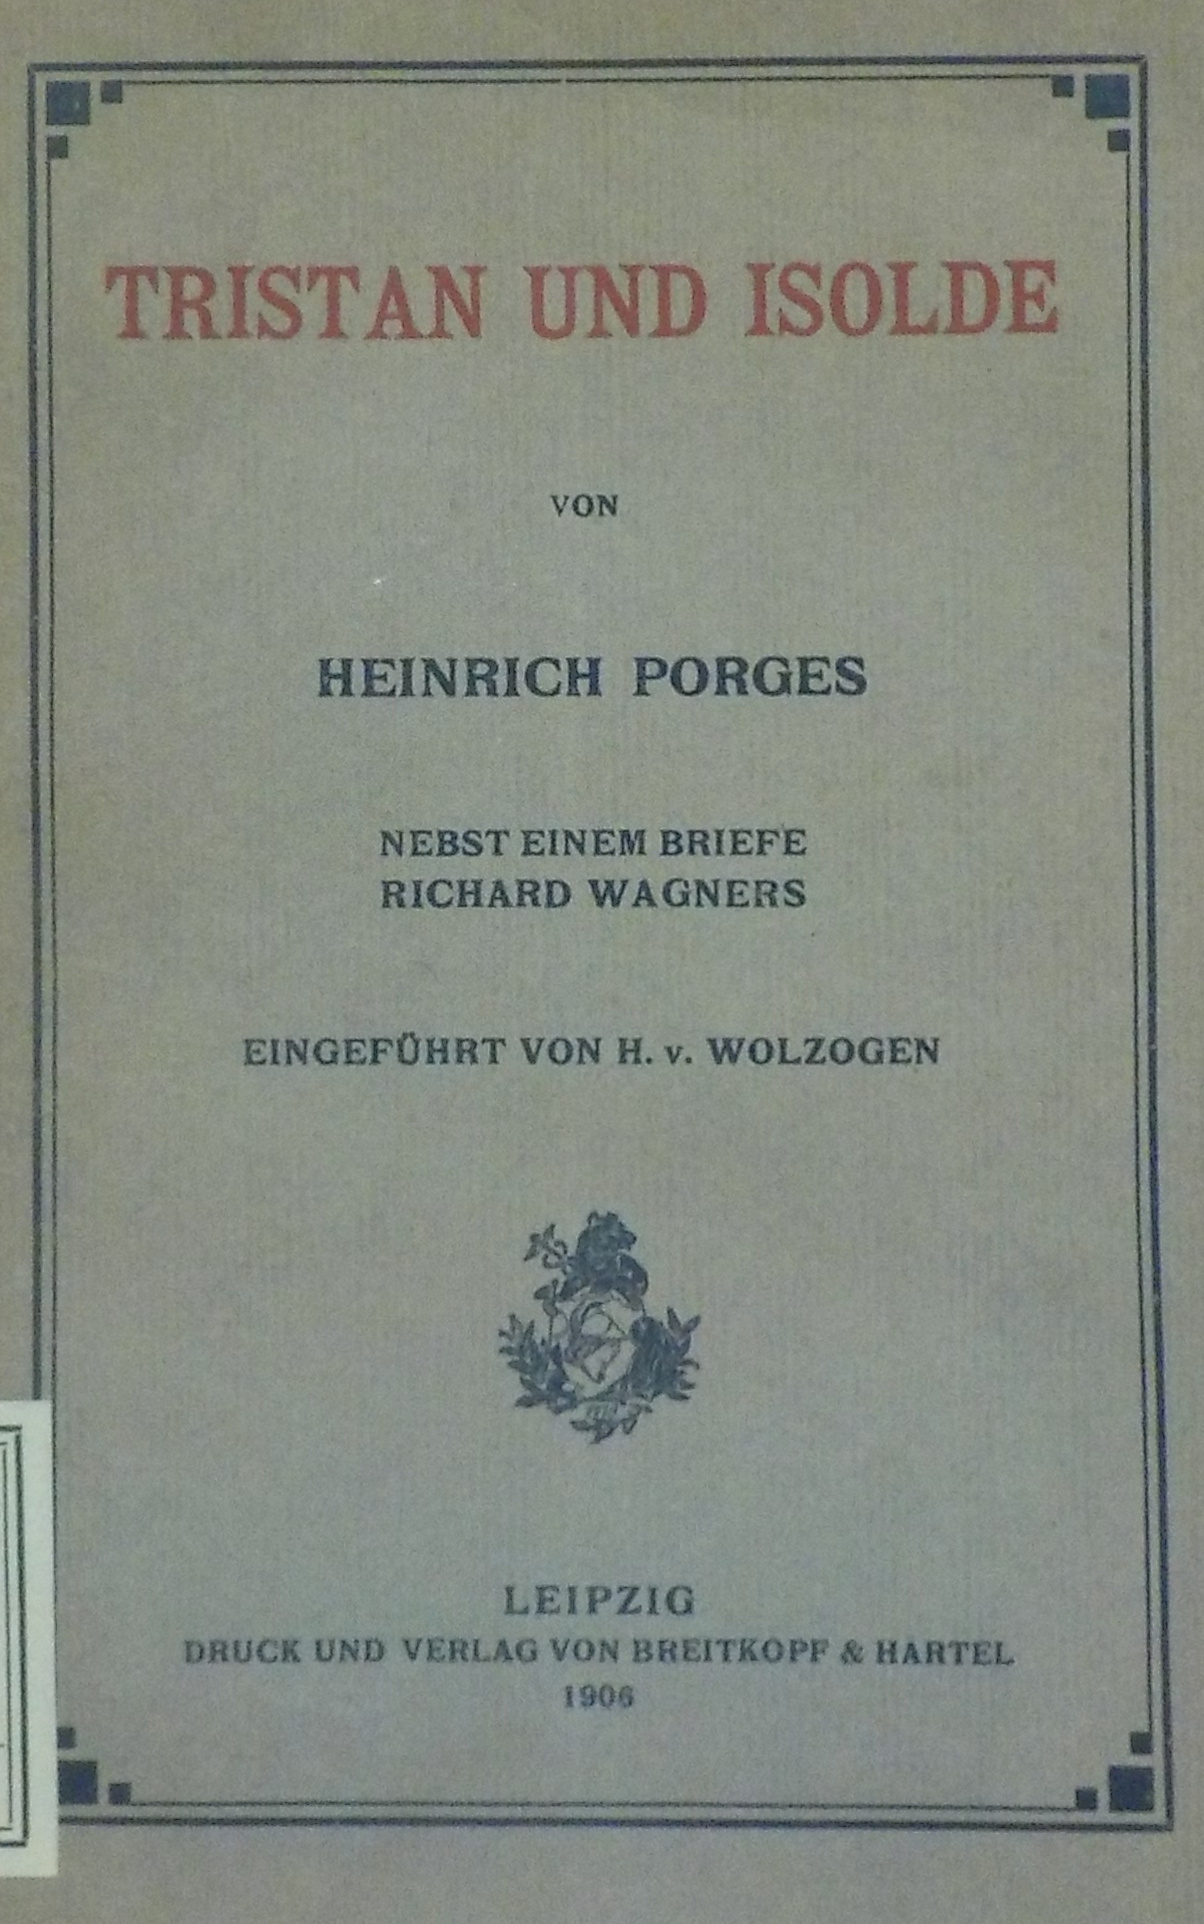 TRISTAN UND ISOLDE
VON
HEINRICH PORGES
NEBST EINEM BRIEFE
RICHARD WAGNERS
EINGEFÜHRT VON H. v. WOLZOGEN
LEIPZIG
DRUCK UND VERLAG VON BREITKOPF & HÄRTEL
1906